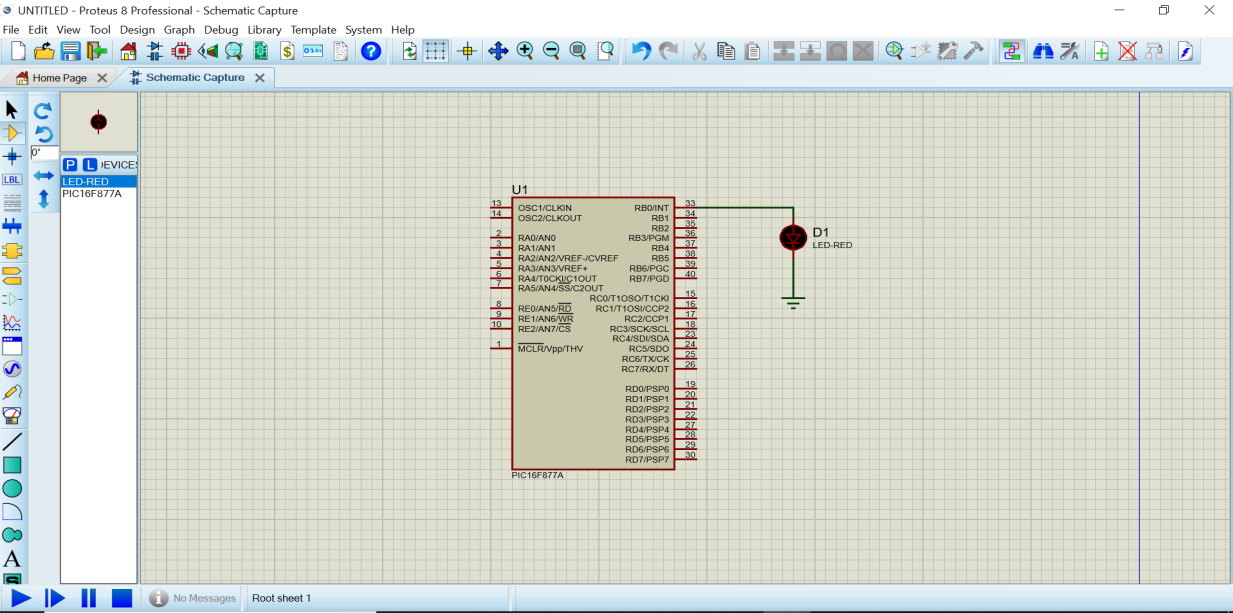 UNTITLED - Proteus 8 Professional - Schematic Capture
File Edit View Tool Design Graph Debug Library Template System Help
$ 0101 ?
Home Page X Schematic Capture X
0°
P L DEVICES
LBL
LED-RED
PIC16F877A
U1
13 OSC1/CLKIN RB0/INT 33
14 OSC2/CLKOUT RB1 34
RB2 35
2 RA0/AN0 RB3/PGM 36
3 RA1/AN1 RB4 37
4 RA2/AN2/VREF-/CVREF RB5 38
5 RA3/AN3/VREF+ RB6/PGC 39
6 RA4/T0CKI/C1OUT RB7/PGD 40
7 RA5/AN4/SS/C2OUT
RC0/T1OSO/T1CKI 15
8 RE0/AN5/RD RC1/T1OSI/CCP2 16
9 RE1/AN6/WR RC2/CCP1 17
10 RE2/AN7/CS RC3/SCK/SCL 18
RC4/SDI/SDA 23
1 MCLR/Vpp/THV RC5/SDO 24
RC6/TX/CK 25
RC7/RX/DT 26
RD0/PSP0 19
RD1/PSP1 20
RD2/PSP2 21
RD3/PSP3 22
RD4/PSP4 27
RD5/PSP5 28
RD6/PSP6 29
RD7/PSP7 30
PIC16F877A
D1
LED-RED
A
S
No Messages Root sheet 1